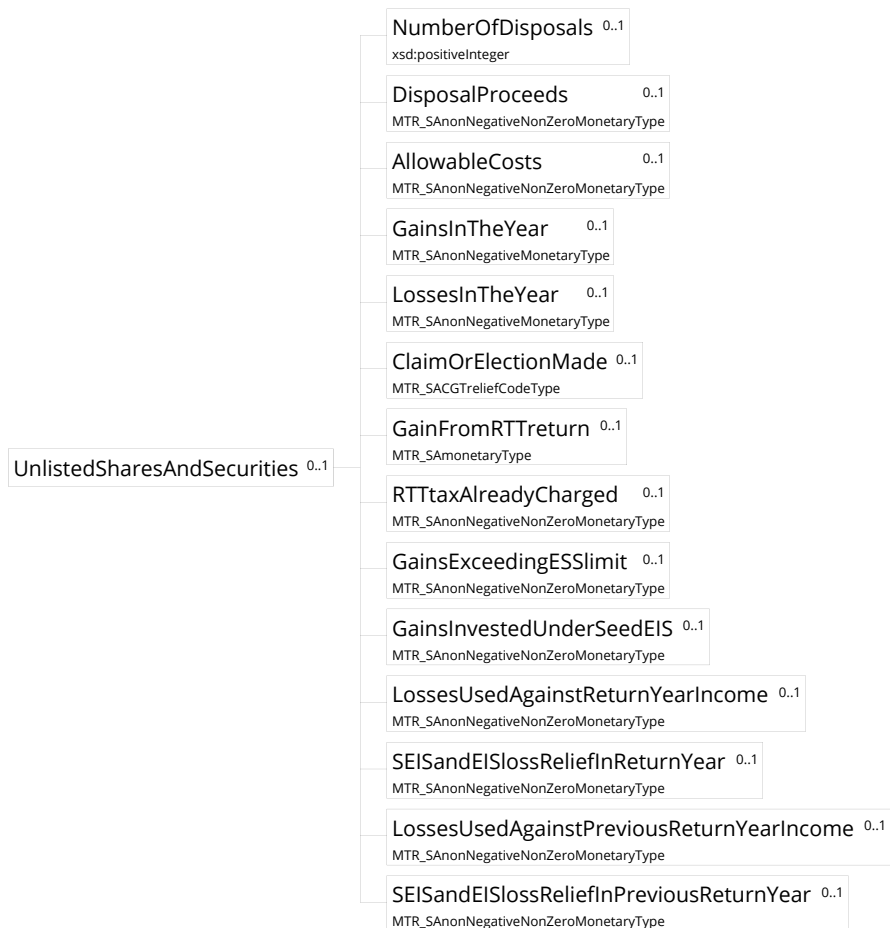 NumberOfDisposals 0..1
xsd:positiveInteger
DisposalProceeds 0..1
MTR_SAnonNegativeNonZeroMonetaryType
AllowableCosts 0..1
MTR_SAnonNegativeNonZeroMonetaryType
GainsInTheYear 0..1
MTR_SAnonNegativeMonetaryType
LossesInTheYear 0..1
MTR_SAnonNegativeMonetaryType
ClaimOrElectionMade 0..1
MTR_SACGTreliefCodeType
GainFromRTTreturn 0..1
MTR_SAmonetaryType
UnlistedSharesAndSecurities 0..1
RTTtaxAlreadyCharged 0..1
MTR_SAnonNegativeNonZeroMonetaryType
GainsExceedingESSlimit 0..1
MTR_SAnonNegativeNonZeroMonetaryType
GainsInvestedUnderSeedEIS 0..1
MTR_SAnonNegativeNonZeroMonetaryType
LossesUsedAgainstReturnYearIncome 0..1
MTR_SAnonNegativeNonZeroMonetaryType
SEISandEISlossReliefInReturnYear 0..1
MTR_SAnonNegativeNonZeroMonetaryType
LossesUsedAgainstPreviousReturnYearIncome 0..1
MTR_SAnonNegativeNonZeroMonetaryType
SEISandEISlossReliefInPreviousReturnYear 0..1
MTR_SAnonNegativeNonZeroMonetaryType